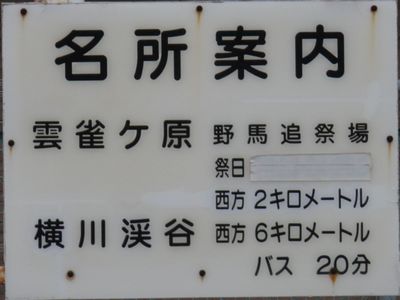 名所案内
雲雀ケ原 野馬追祭場
祭日
西方 2キロメートル
横川渓谷 西方 6キロメートル
バス 20分